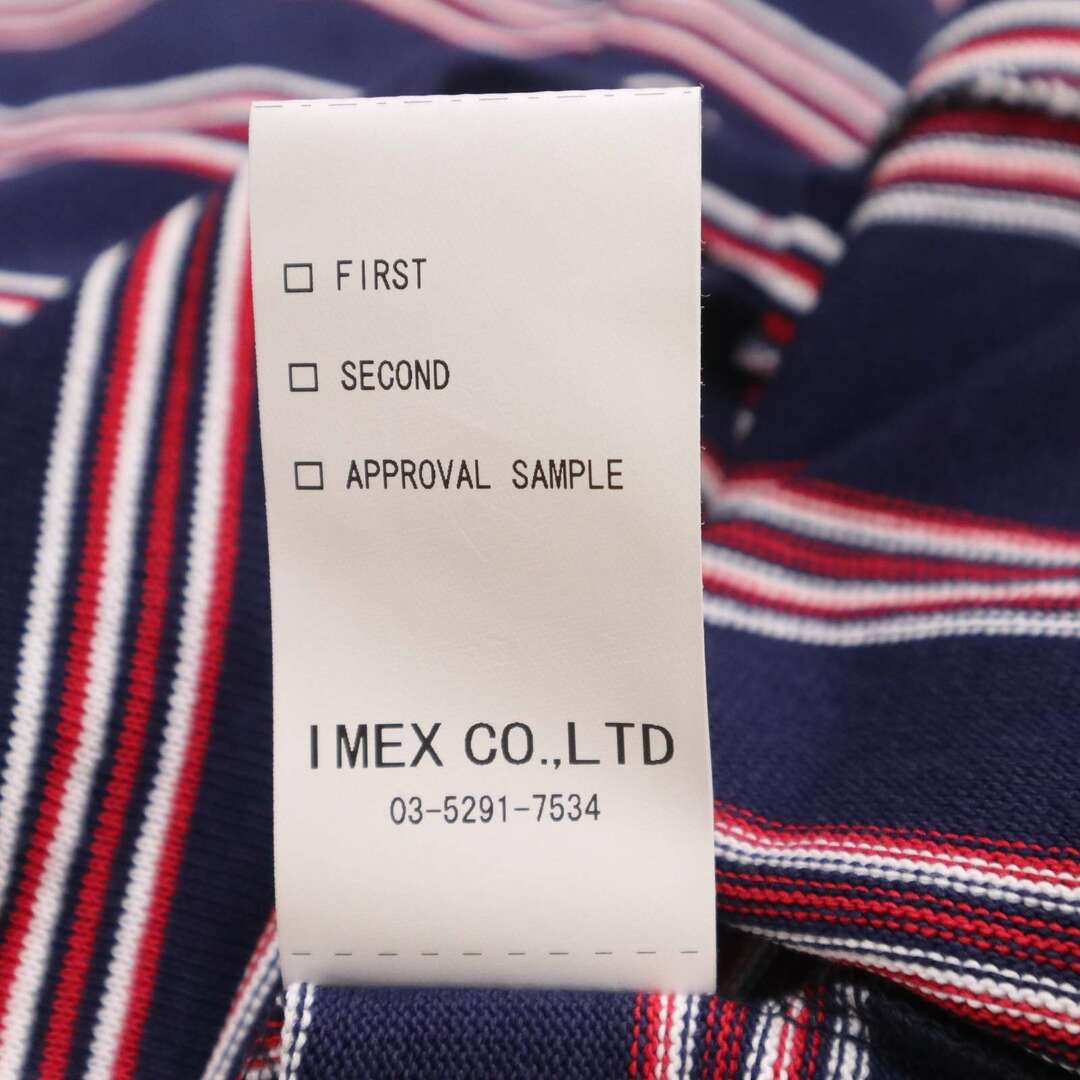 □ FIRST
□ SECOND
□ APPROVAL SAMPLE
IMEX CO.,LTD
03-5291-7534